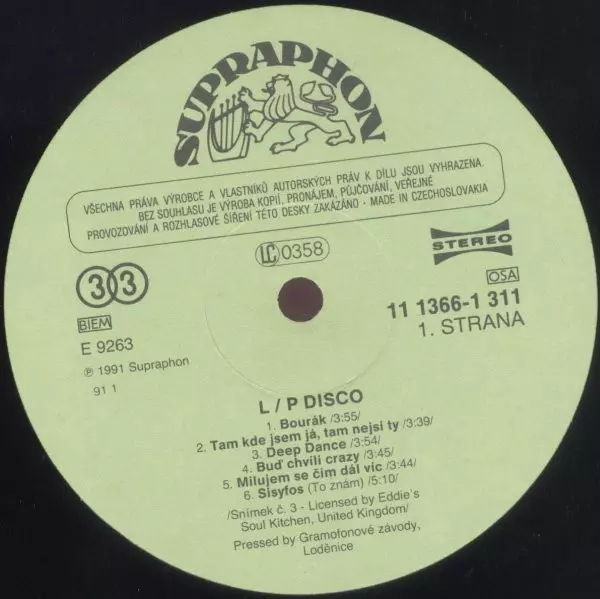 SUPRAPHON
VŠECHNA PRÁVA VÝROBCE A VLASTNÍKŮ AUTORSKÝCH PRÁV K DÍLU JSOU VYHRAZENA.
BEZ SOUHLASU JE VÝROBA KOPIÍ, PRONÁJEM, PŮJČOVÁNÍ, VEŘEJNÉ
PROVOZOVÁNÍ A ROZHLASOVÉ ŠÍŘENÍ TÉTO DESKY ZAKÁZÁNO · MADE IN CZECHOSLOVAKIA
LC 0358
STEREO
33
OSA
BIEM
11 1366-1 311
E 9263
1. STRANA
℗ 1991 Supraphon
91 1
L / P DISCO
1. Bourák /3:55/
2. Tam kde jsem já, tam nejsi ty /3:39/
3. Deep Dance /3:54/
4. Buď chvíli crazy /3:45/
5. Milujem se čím dál víc /3:44/
6. Sisyfos (To znám) /5:10/
/Snímek č. 3 - Licensed by Eddie's
Soul Kitchen, United Kingdom/
Pressed by Gramofonové závody,
Loděnice